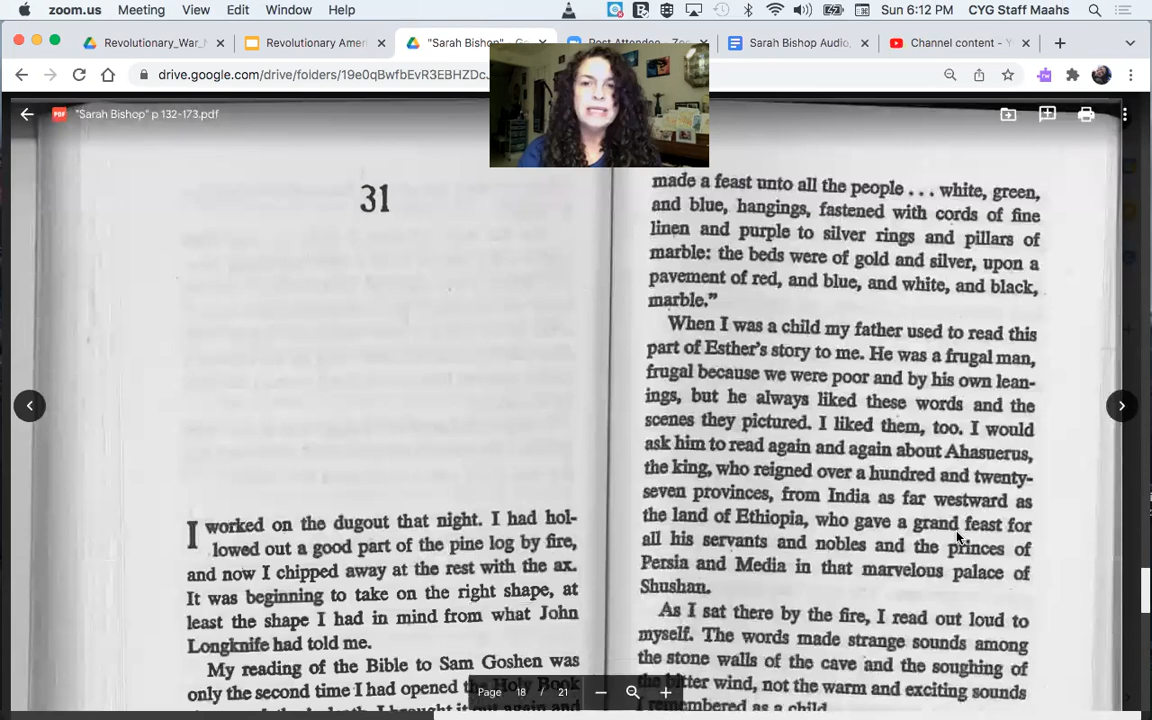 zoom.us Meeting View Edit Window Help
Sun 6:12 PM CYG Staff Maahs
Revolutionary_War_
Revolutionary Ameri
"Sarah Bishop"
Sarah Bishop Audio,
Channel content - Y
drive.google.com/drive/folders/19e0qBwfbEvR3EBHZDcJ
"Sarah Bishop" p 132-173.pdf
31
I worked on the dugout that night. I had hol-
lowed out a good part of the pine log by fire,
and now I chipped away at the rest with the ax.
It was beginning to take on the right shape, at
least the shape I had in mind from what John
Longknife had told me.
My reading of the Bible to Sam Goshen was
only the second time I had opened the Holy Book
made a feast unto all the people . . . white, green,
and blue, hangings, fastened with cords of fine
linen and purple to silver rings and pillars of
marble: the beds were of gold and silver, upon a
pavement of red, and blue, and white, and black,
marble."
When I was a child my father used to read this
part of Esther's story to me. He was a frugal man,
frugal because we were poor and by his own lean-
ings, but he always liked these words and the
scenes they pictured. I liked them, too. I would
ask him to read again and again about Ahasuerus,
the king, who reigned over a hundred and twenty-
seven provinces, from India as far westward as
the land of Ethiopia, who gave a grand feast for
all his servants and nobles and the princes of
Persia and Media in that marvelous palace of
Shushan.
As I sat there by the fire, I read out loud to
myself. The words made strange sounds among
the stone walls of the cave and the soughing of
the bitter wind, not the warm and exciting sounds
I remembered as a child.
Page 18 / 21